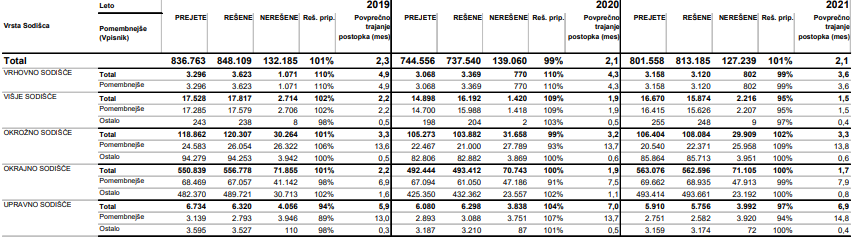 Leto 2019 2020 2021
Vrsta Sodišča Pomembnejše (Vpisnik) PREJETE REŠENE NEREŠENE Reš. prip. Povprečno trajanje postopka (mes) PREJETE REŠENE NEREŠENE Reš. prip. Povprečno trajanje postopka (mes) PREJETE REŠENE NEREŠENE Reš. prip. Povprečno trajanje postopka (mes)
Total 836.763 848.109 132.185 101% 2,3 744.556 737.540 139.060 99% 2,1 801.558 813.185 127.239 102% 2,1
VRHOVNO SODIŠČE Total 3.296 3.623 1.071 110% 4,9 3.068 3.369 770 110% 4,3 3.158 3.120 802 99% 3,6
Pomembnejše 3.296 3.623 1.071 110% 4,9 3.068 3.369 770 110% 4,3 3.158 3.120 802 99% 3,6
VIŠJE SODIŠČE Total 17.528 17.817 2.714 102% 2,2 14.898 16.192 1.420 109% 1,9 16.670 15.874 2.216 95% 1,5
Pomembnejše 17.285 17.579 2.706 102% 2,2 14.700 15.988 1.418 109% 1,9 16.415 15.626 2.207 95% 1,5
Ostalo 243 238 8 98% 0,5 198 204 2 103% 0,5 255 248 9 97% 0,4
OKROŽNO SODIŠČE Total 118.862 120.307 30.264 101% 3,3 105.273 103.882 31.658 99% 3,2 106.404 108.084 29.909 102% 3,3
Pomembnejše 24.583 26.054 26.322 106% 13,6 22.467 21.000 27.789 93% 13,7 20.540 22.371 25.958 109% 13,8
Ostalo 94.279 94.253 3.942 100% 0,5 82.806 82.882 3.869 100% 0,6 85.864 85.713 3.951 100% 0,6
OKRAJNO SODIŠČE Total 550.839 556.778 71.855 101% 2,2 492.444 493.412 70.743 100% 1,9 563.076 562.596 71.105 100% 1,7
Pomembnejše 68.469 67.057 41.142 98% 6,9 67.094 61.050 47.186 91% 7,5 69.662 68.935 47.913 99% 7,9
Ostalo 482.370 489.721 30.713 102% 1,6 425.350 432.362 23.557 102% 1,1 493.414 493.661 23.192 100% 0,8
UPRAVNO SODIŠČE Total 6.734 6.320 4.056 94% 5,9 6.080 6.298 3.838 104% 7,0 5.910 5.756 3.992 97% 6,9
Pomembnejše 3.139 2.793 3.946 89% 13,0 2.893 3.088 3.751 107% 13,7 2.751 2.582 3.920 94% 14,8
Ostalo 3.595 3.527 110 98% 0,3 3.187 3.210 87 101% 0,5 3.159 3.174 72 100% 0,4